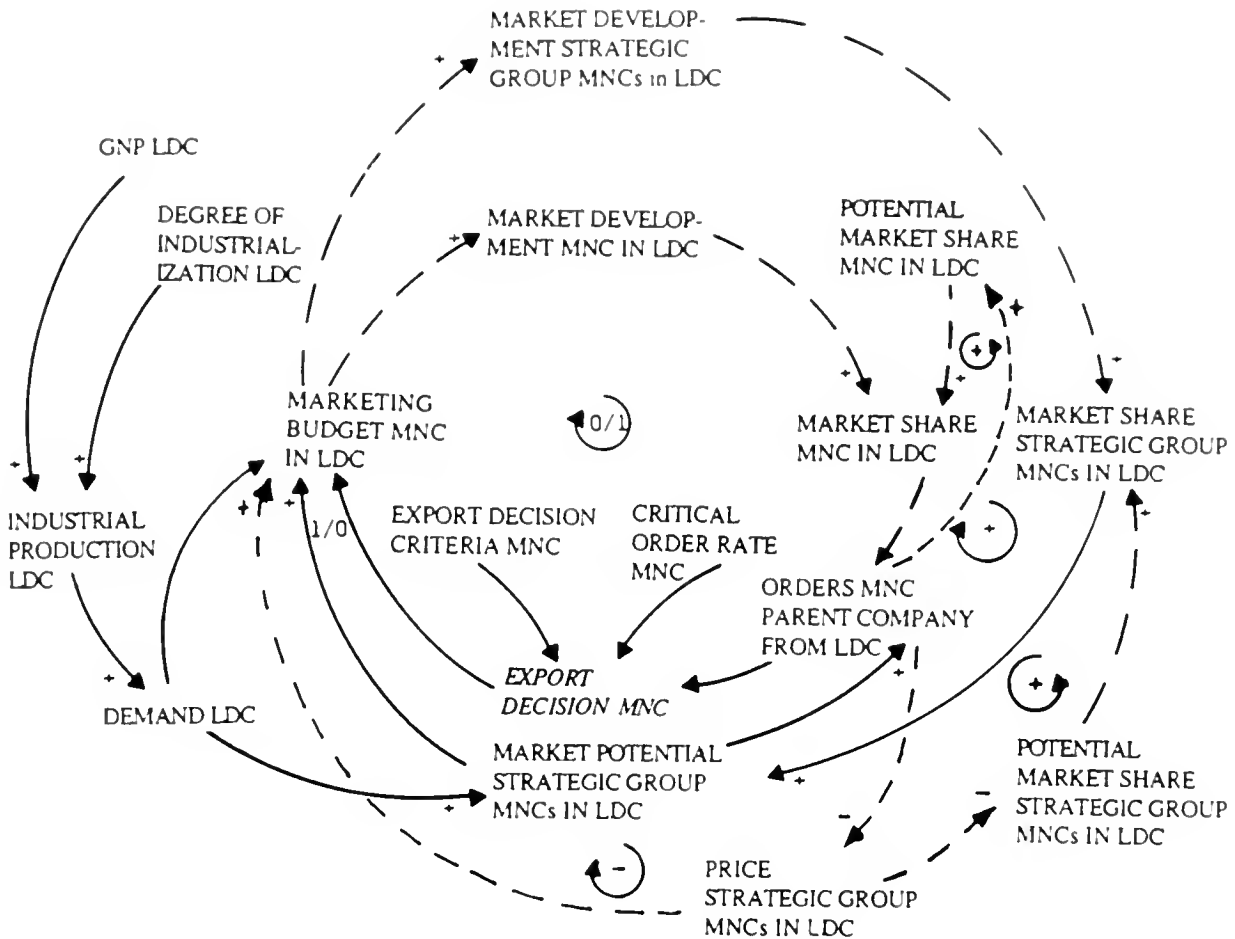 MARKET DEVELOP-
MENT STRATEGIC
GROUP MNCs in LDC
+
GNP LDC
DEGREE OF
INDUSTRIAL-
IZATION LDC
+
MARKET DEVELOP-
MENT MNC IN LDC
POTENTIAL
MARKET SHARE
MNC IN LDC
+
+
+
+
+
MARKETING
BUDGET MNC
IN LDC
0/1
MARKET SHARE
MNC IN LDC
MARKET SHARE
STRATEGIC GROUP
MNCs IN LDC
+
+
+
+
+
1/0
INDUSTRIAL
PRODUCTION
LDC
EXPORT DECISION
CRITERIA MNC
CRITICAL
ORDER RATE
MNC
+
+
ORDERS MNC
PARENT COMPANY
FROM LDC
+
+
+
EXPORT
DECISION MNC
DEMAND LDC
MARKET POTENTIAL
STRATEGIC GROUP
MNCs IN LDC
+
+
POTENTIAL
MARKET SHARE
STRATEGIC GROUP
MNCs IN LDC
-
-
-
PRICE
STRATEGIC GROUP
MNCs IN LDC